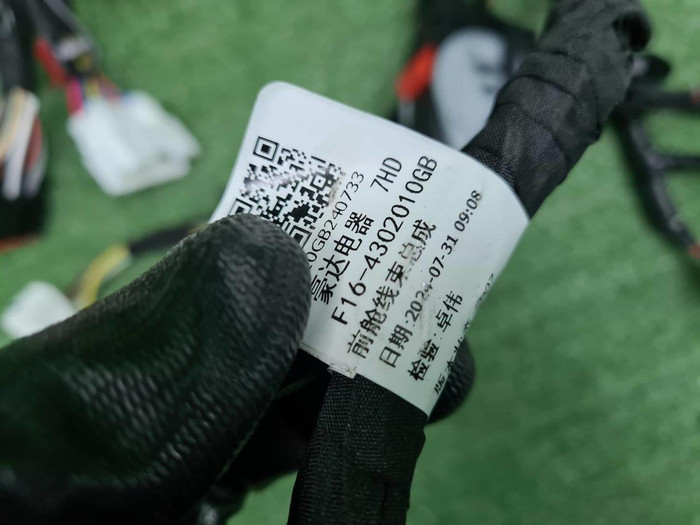 0GB240733
豪达电器 7HD
F16-4302010GB
前舱线束总成
日期:2024-07-31 09:08
检验:卓伟